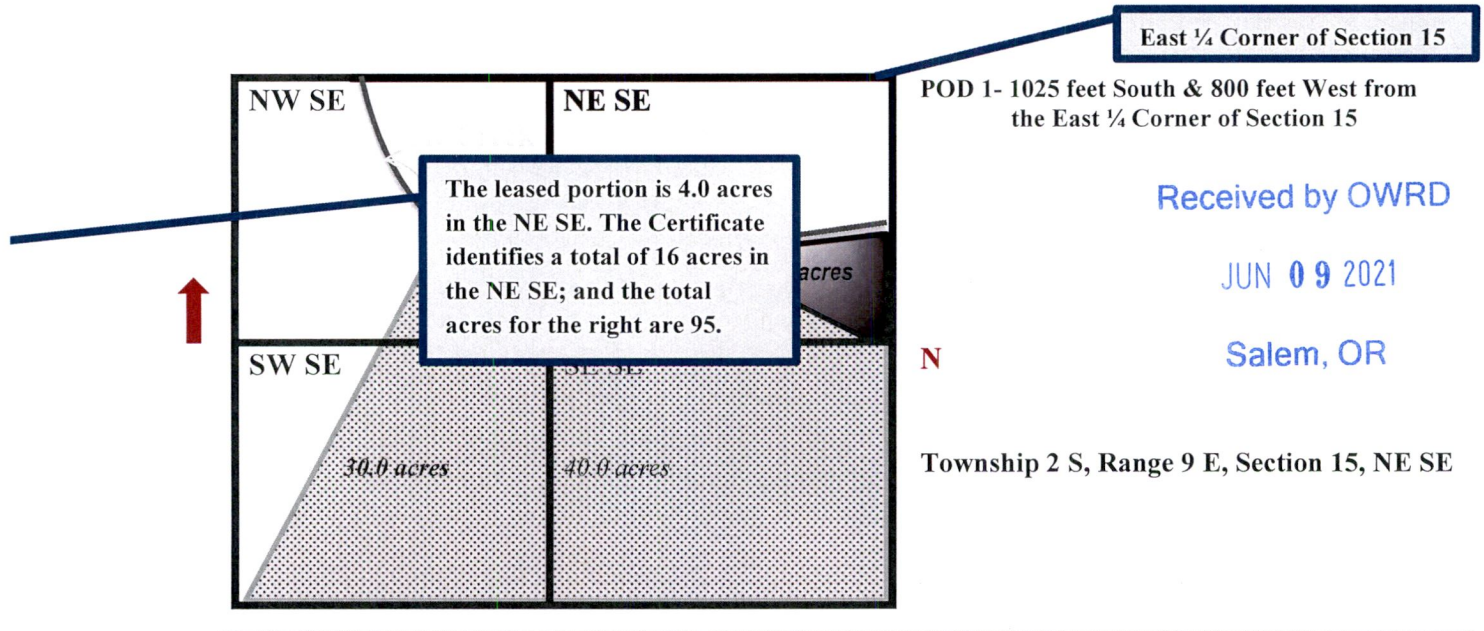 East ¼ Corner of Section 15
NW SE
NE SE
POD 1- 1025 feet South & 800 feet West from
the East ¼ Corner of Section 15
The leased portion is 4.0 acres
in the NE SE. The Certificate
identifies a total of 16 acres in
the NE SE; and the total
acres for the right are 95.
acres
Received by OWRD
JUN 09 2021
Salem, OR
SW SE
SE SE
N
30.0 acres
40.0 acres
Township 2 S, Range 9 E, Section 15, NE SE